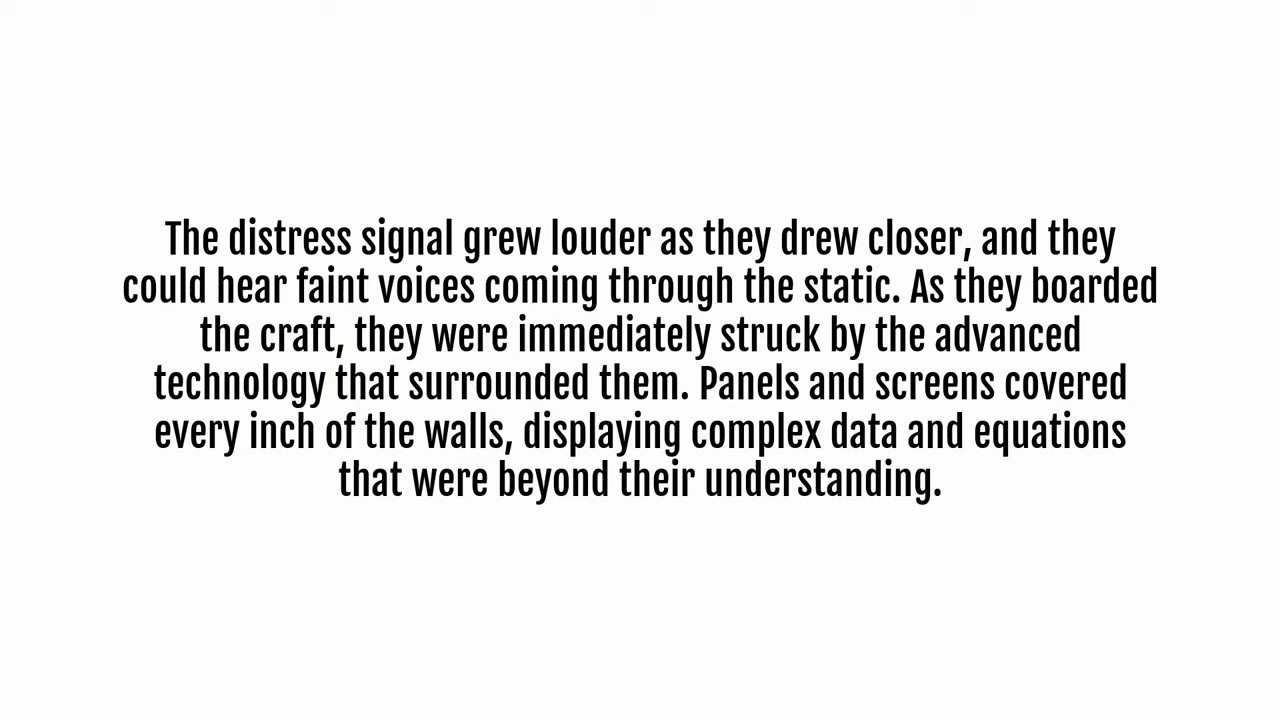 The distress signal grew louder as they drew closer, and they
could hear faint voices coming through the static. As they boarded
the craft, they were immediately struck by the advanced
technology that surrounded them. Panels and screens covered
every inch of the walls, displaying complex data and equations
that were beyond their understanding.